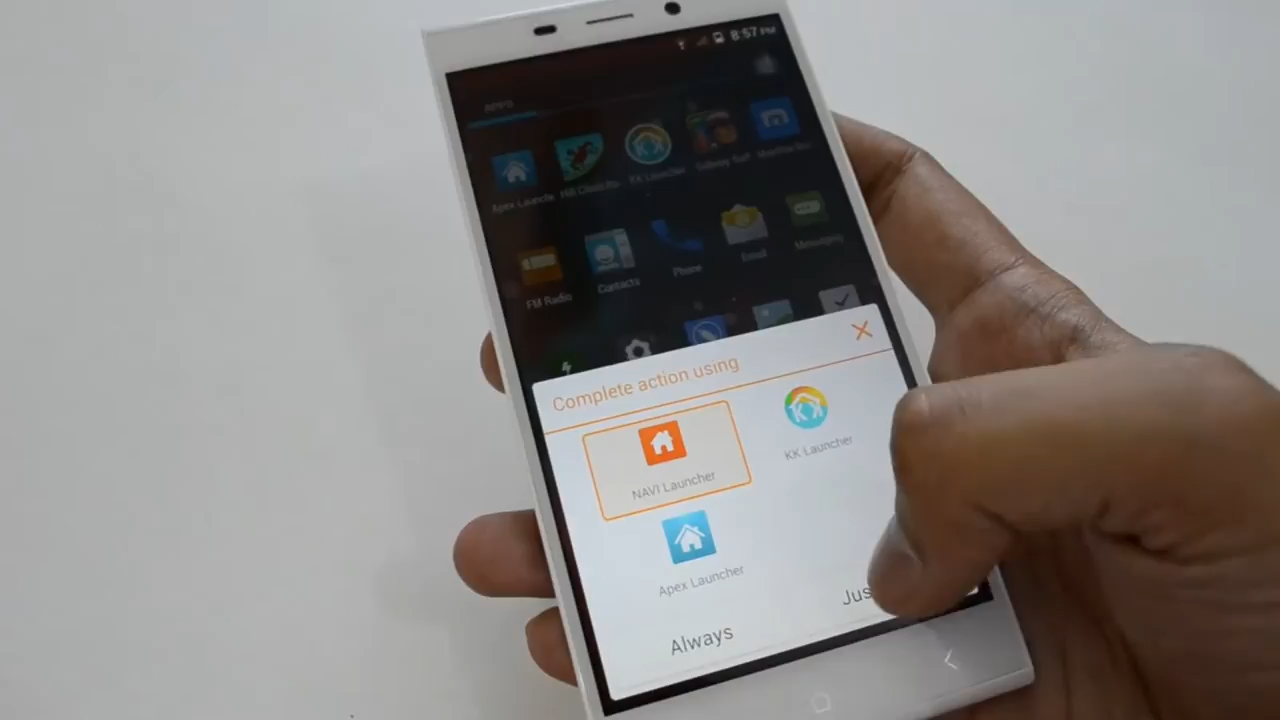 8:57 PM
APPS
Apex Launche
KK Launcher
FM Radio
Contacts
Phone
Email
Messaging
Complete action using
NAVI Launcher
KK Launcher
Apex Launcher
Always
Jus